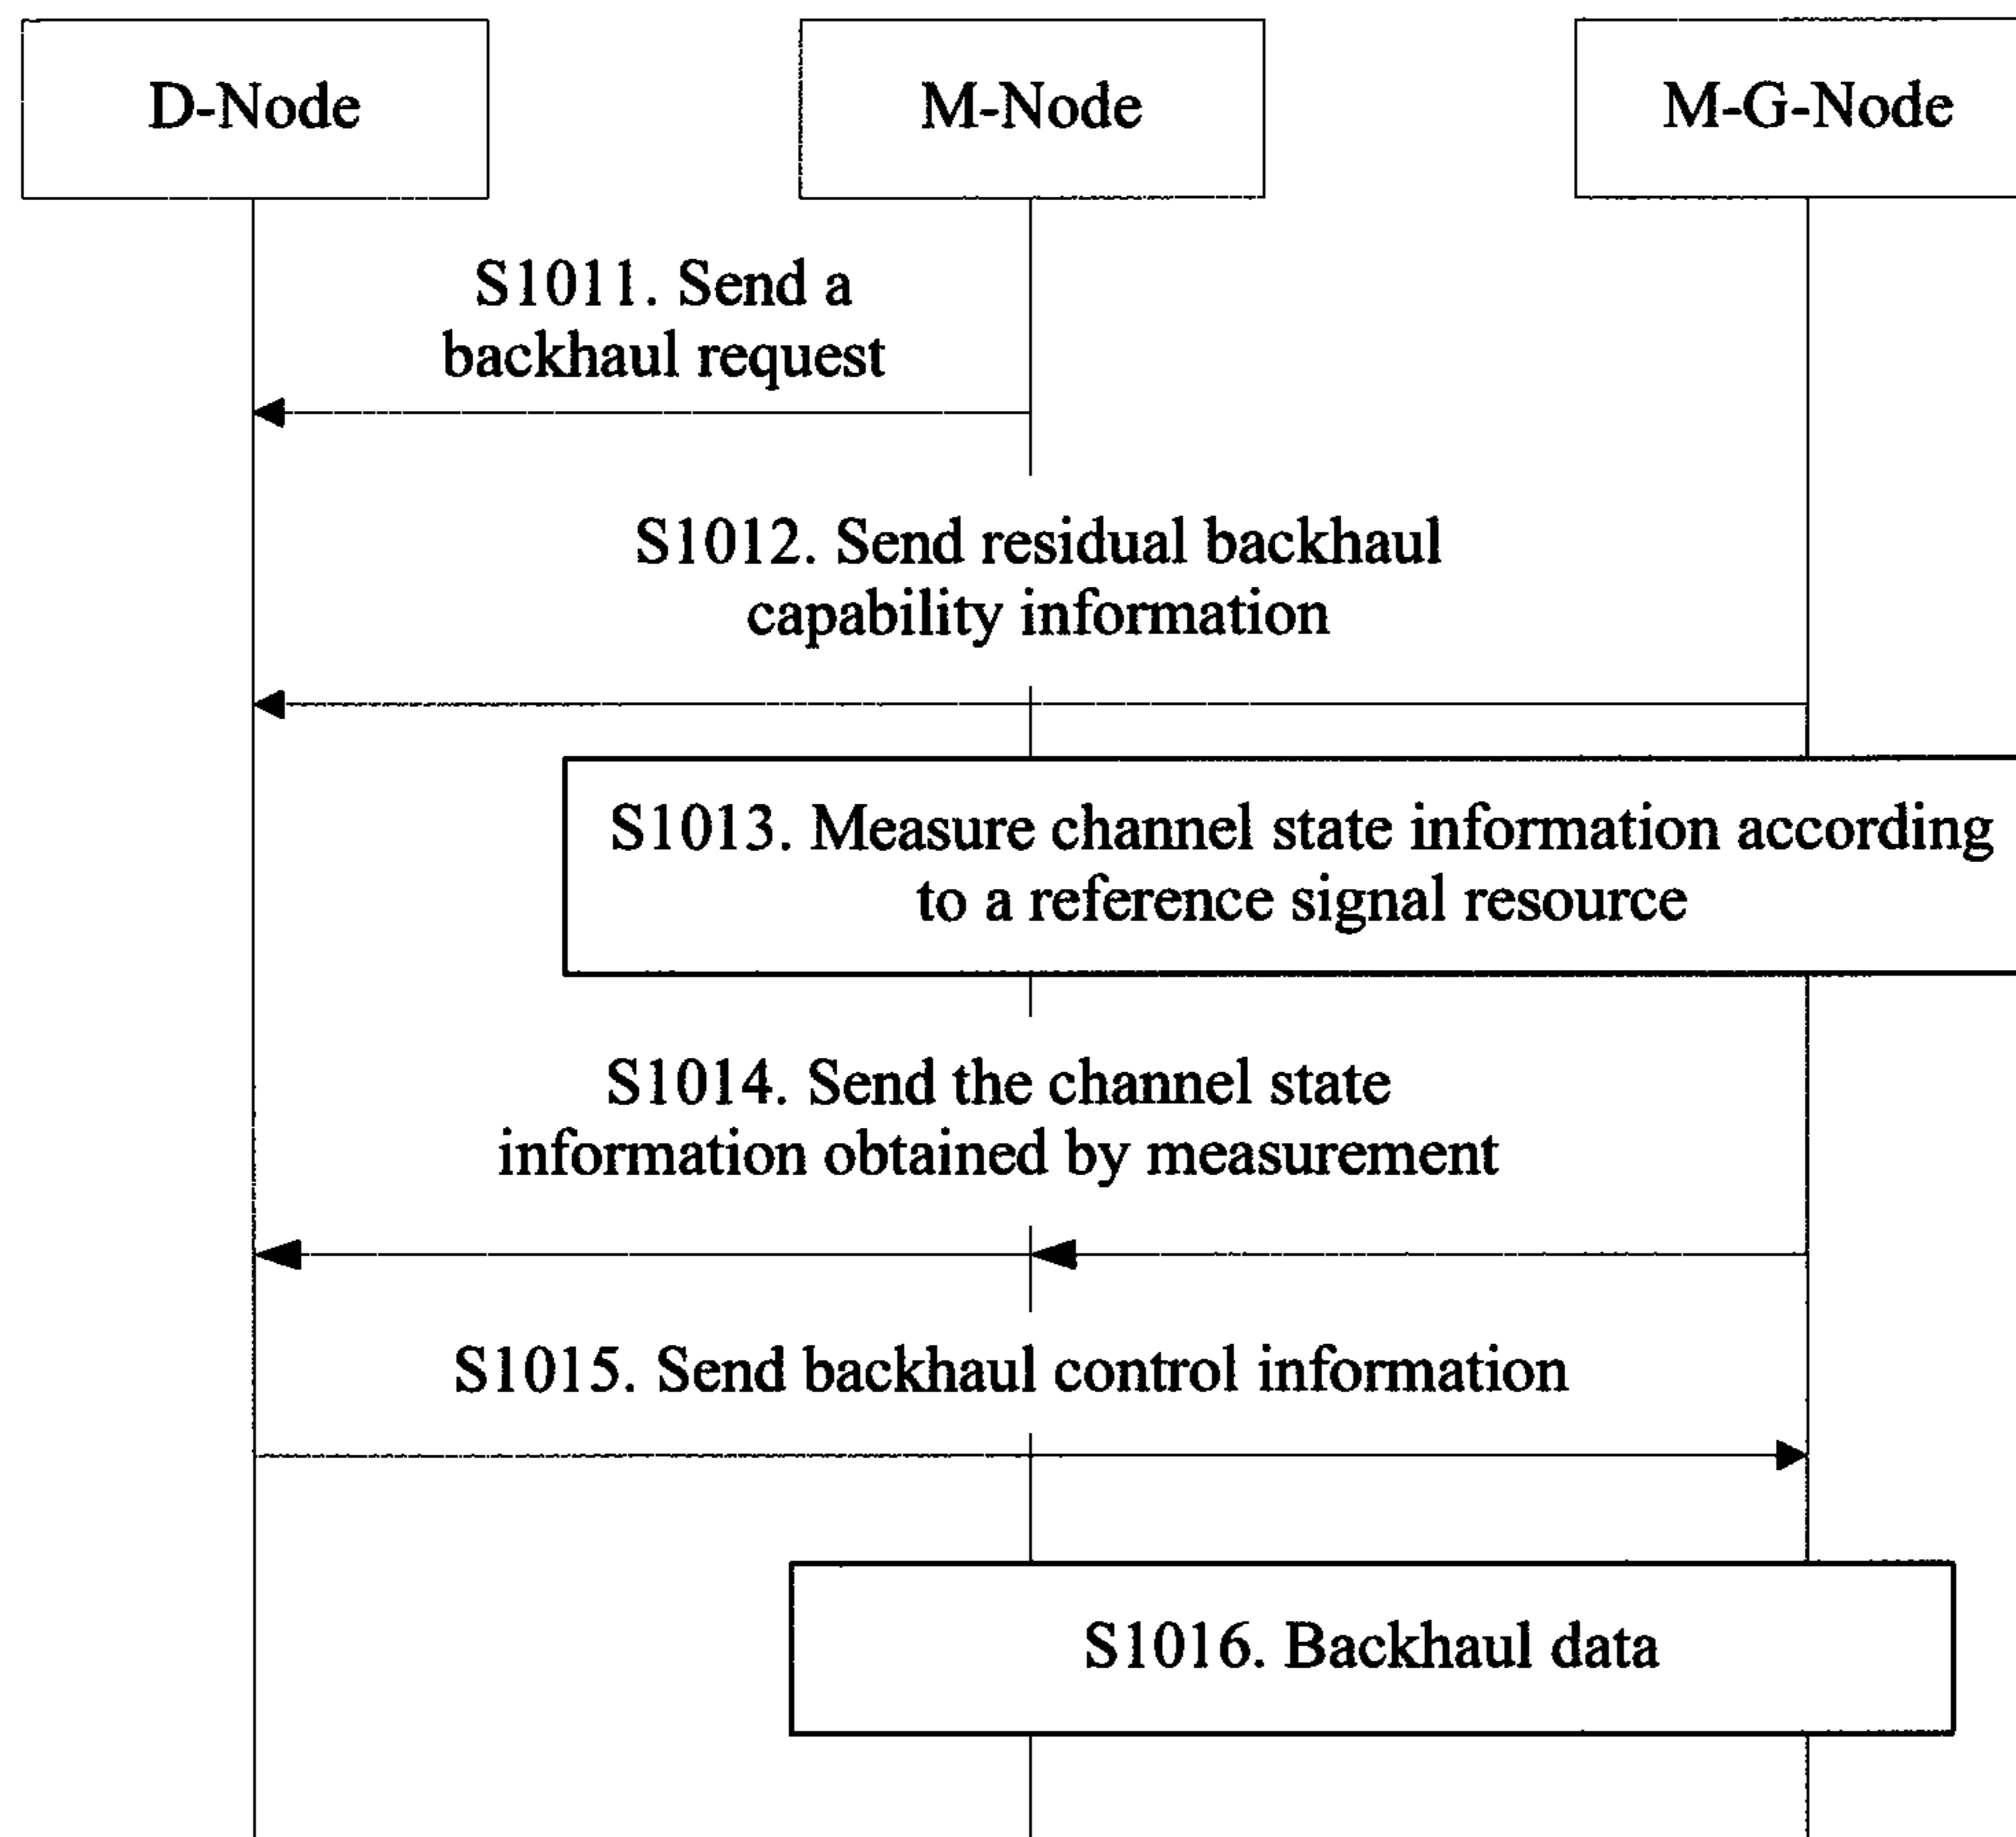 D-Node
M-Node
M-G-Node
S1011. Send a
backhaul request
S1012. Send residual backhaul
capability information
S1013. Measure channel state information according
to a reference signal resource
S1014. Send the channel state
information obtained by measurement
S1015. Send backhaul control information
S1016. Backhaul data